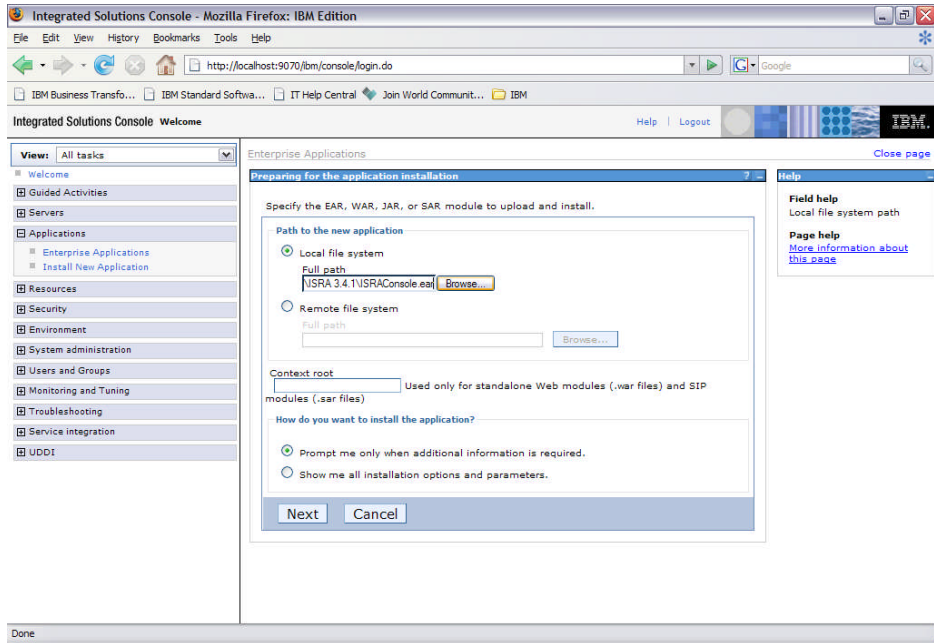 Integrated Solutions Console - Mozilla Firefox: IBM Edition
File Edit View History Bookmarks Tools Help
http://localhost:9070/ibm/console/login.do
G Google
IBM Business Transfo... IBM Standard Softwa... IT Help Central Join World Communit... IBM
Integrated Solutions Console Welcome
Help | Logout
IBM.
View: All tasks
Welcome
Guided Activities
Servers
Applications
Enterprise Applications
Install New Application
Resources
Security
Environment
System administration
Users and Groups
Monitoring and Tuning
Troubleshooting
Service integration
UDDI
Enterprise Applications
Close page
Preparing for the application installation
? –
Specify the EAR, WAR, JAR, or SAR module to upload and install.
Path to the new application
Local file system
Full path
\ISRA 3.4.1\ISRAConsole.ear Browse...
Remote file system
Full path
Browse...
Context root
Used only for standalone Web modules (.war files) and SIP
modules (.sar files)
How do you want to install the application?
Prompt me only when additional information is required.
Show me all installation options and parameters.
Next Cancel
Help
–
Field help
Local file system path
Page help
More information about
this page
Done